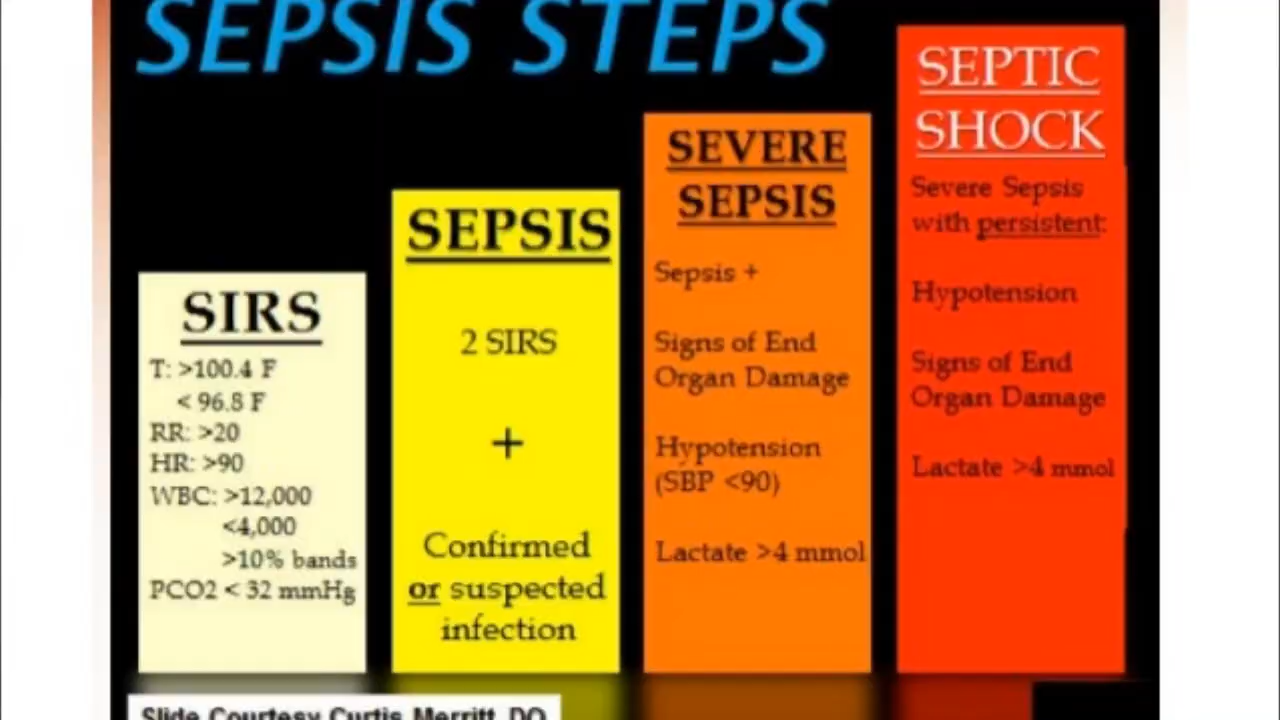 SEPSIS STEPS
SIRS
T: >100.4 F
< 96.8 F
RR: >20
HR: >90
WBC: >12,000
<4,000
>10% bands
PCO2 < 32 mmHg
SEPSIS
2 SIRS
+
Confirmed
or suspected
infection
SEVERE
SEPSIS
Sepsis +
Signs of End
Organ Damage
Hypotension
(SBP <90)
Lactate >4 mmol
SEPTIC
SHOCK
Severe Sepsis
with persistent:
Hypotension
Signs of End
Organ Damage
Lactate >4 mmol
Slide Courtesy Curtis Merritt, DO